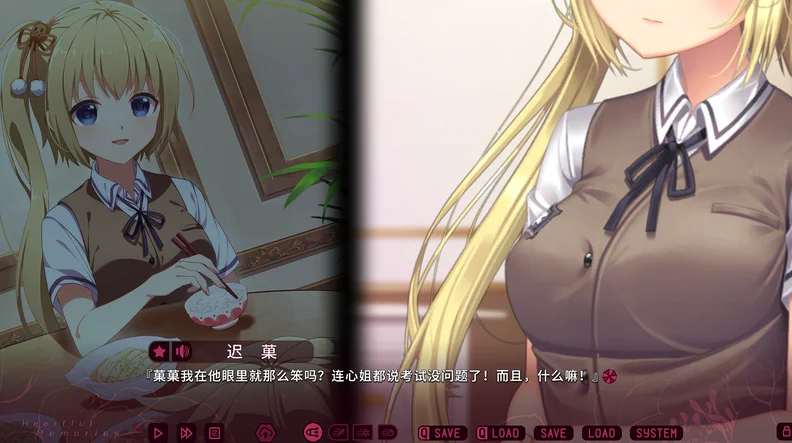 迟菓
『菓菓我在他眼里就那么笨吗？连心姐都说考试没问题了！而且，什么嘛！』
Heartful
Memories
Q SAVE
Q LOAD
SAVE
LOAD
SYSTEM